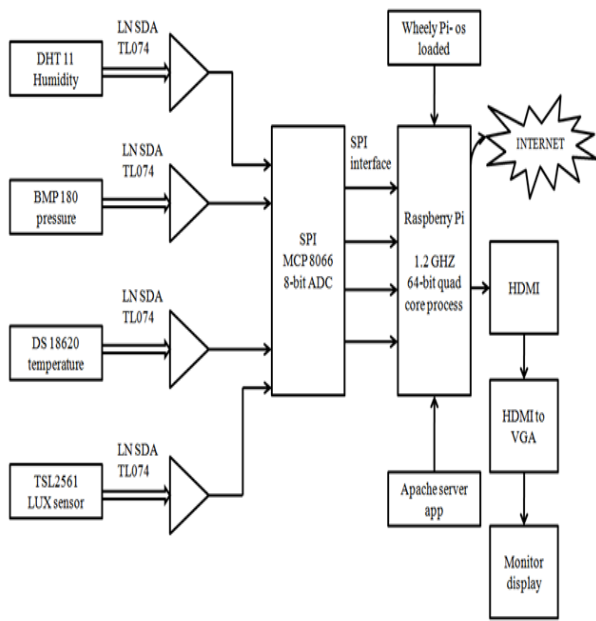 LN SDA
TL074
DHT 11
Humidity
LN SDA
TL074
BMP 180
pressure
LN SDA
TL074
DS 18620
temperature
LN SDA
TL074
TSL2561
LUX sensor
SPI
MCP 8066
8-bit ADC
SPI
interface
Wheely Pi- os
loaded
Raspberry Pi
1.2 GHZ
64-bit quad
core process
Apache server
app
INTERNET
HDMI
HDMI to
VGA
Monitor
display